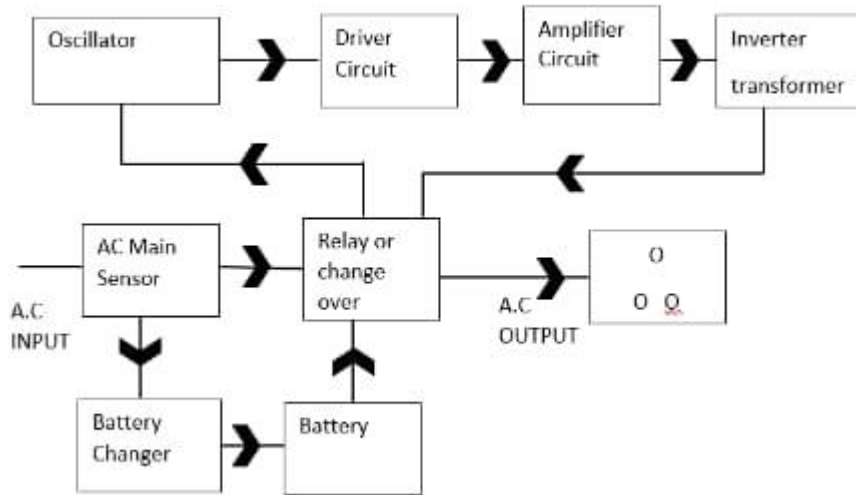 Oscillator
Driver
Circuit
Amplifier
Circuit
Inverter
transformer
AC Main
Sensor
Relay or
change
over
O
O O
A.C
INPUT
A.C
OUTPUT
Battery
Changer
Battery